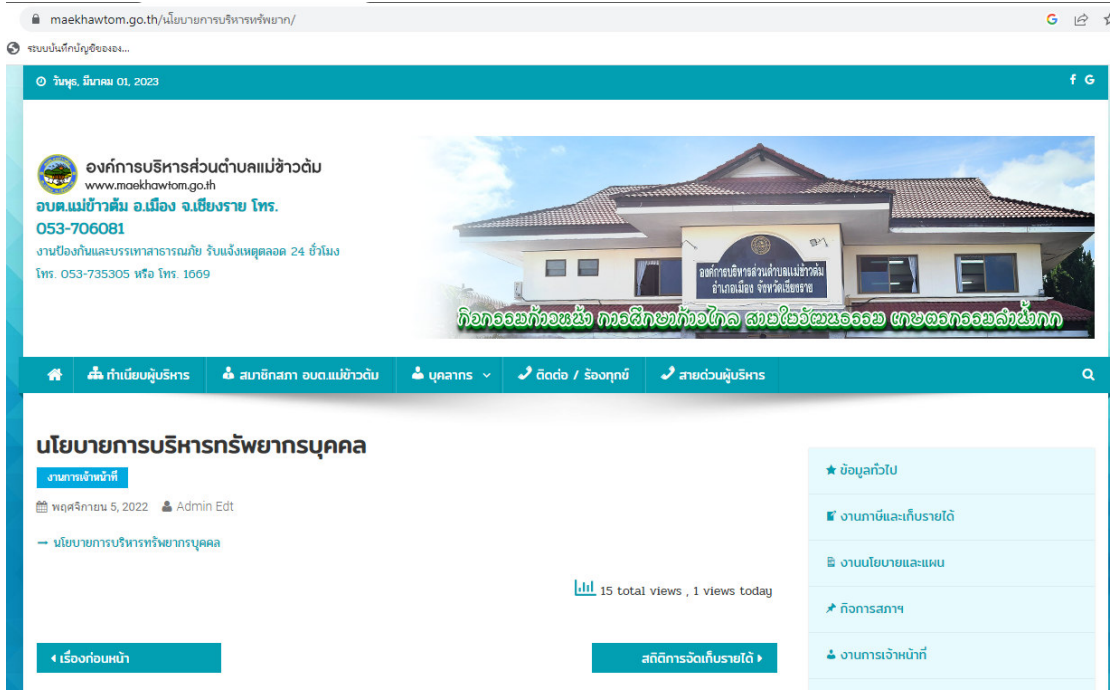 maekhawtom.go.th/นโยบายการบริหารทรัพยาก/
ระบบบันทึกบัญชีขององ...
วันพุธ, มีนาคม 01, 2023
f G
องค์การบริหารส่วนตำบลแม่ข้าวต้ม
www.maekhawtom.go.th
อบต.แม่ข้าวต้ม อ.เมือง จ.เชียงราย โทร.
053-706081
งานป้องกันและบรรเทาสาธารณภัย รับแจ้งเหตุตลอด 24 ชั่วโมง
โทร. 053-735305 หรือ โทร. 1669
องค์การบริหารส่วนตำบลแม่ข้าวต้ม
อำเภอเมือง จังหวัดเชียงราย
กิจกรรมก้าวหน้า การศึกษาก้าวไกล สายใยวัฒนธรรม เกษตรกรรมลำน้ำกก
ทำเนียบผู้บริหาร สมาชิกสภา อบต.แม่ข้าวต้ม บุคลากร ติดต่อ / ร้องทุกข์ สายด่วนผู้บริหาร
นโยบายการบริหารทรัพยากรบุคคล
งานการเจ้าหน้าที่
พฤศจิกายน 5, 2022 Admin Edt
→ นโยบายการบริหารทรัพยากรบุคคล
15 total views , 1 views today
เรื่องก่อนหน้า
สถิติการจัดเก็บรายได้
ข้อมูลทั่วไป
งานภาษีและเก็บรายได้
งานนโยบายและแผน
กิจการสภาฯ
งานการเจ้าหน้าที่